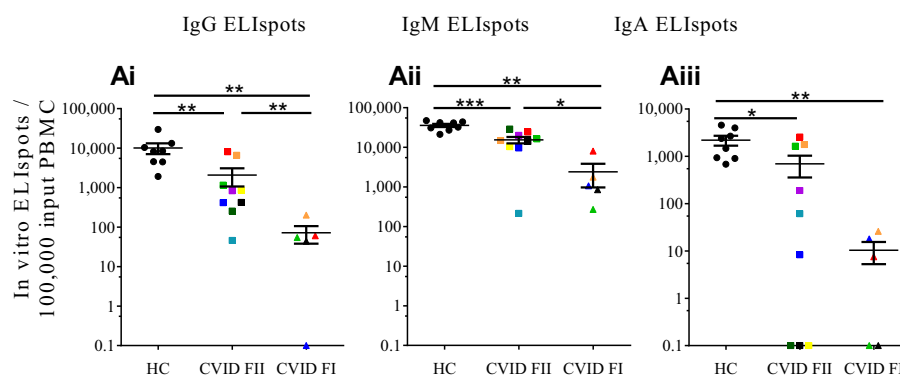 IgG ELIspots IgM ELIspots IgA ELIspots
Ai Aii Aiii
** ** **
** ** *** * *
In vitro ELIspots /
100,000 input PBMC
100,000 100,000 10,000
10,000 10,000 1,000
1,000 1,000 100
100 100 10
10 10 1
1 1 0.1
0.1 0.1
HC CVID FII CVID FI HC CVID FII CVID FI HC CVID FII CVID FI